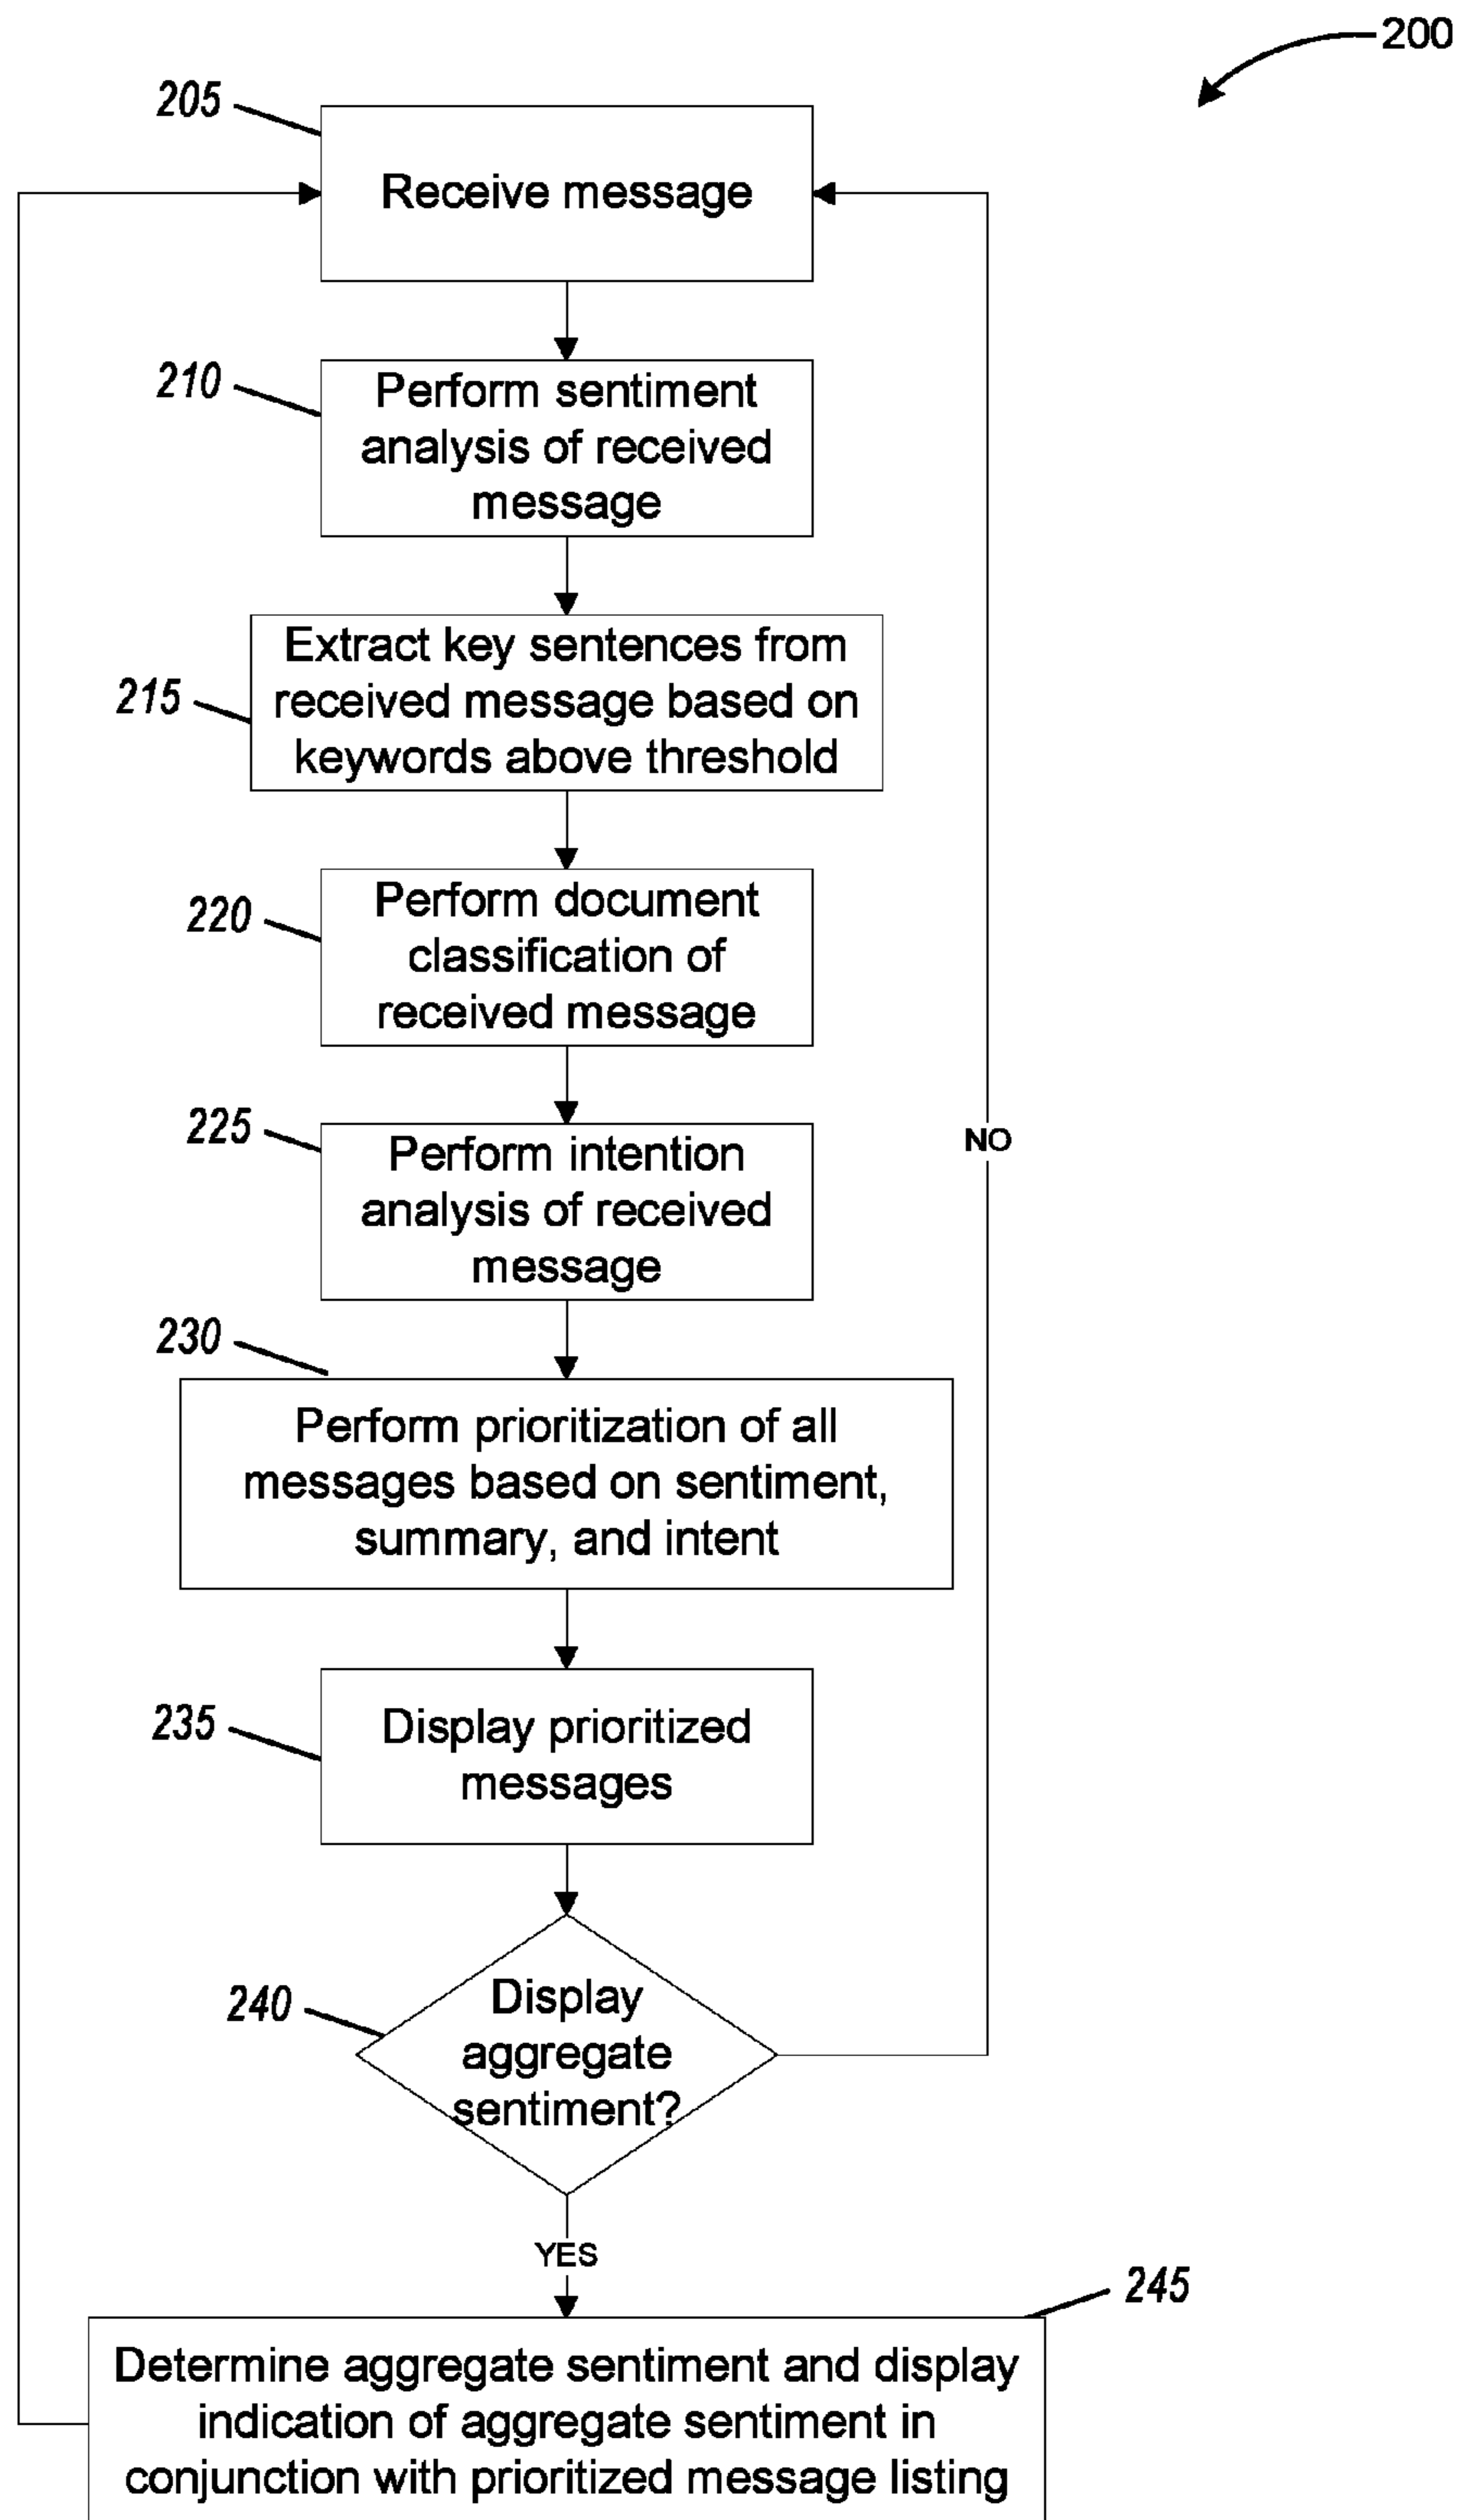 200
205
Receive message
210
Perform sentiment
analysis of received
message
215
Extract key sentences from
received message based on
keywords above threshold
220
Perform document
classification of
received message
225
Perform intention
analysis of received
message
NO
230
Perform prioritization of all
messages based on sentiment,
summary, and intent
235
Display prioritized
messages
240
Display
aggregate
sentiment?
YES
245
Determine aggregate sentiment and display
indication of aggregate sentiment in
conjunction with prioritized message listing